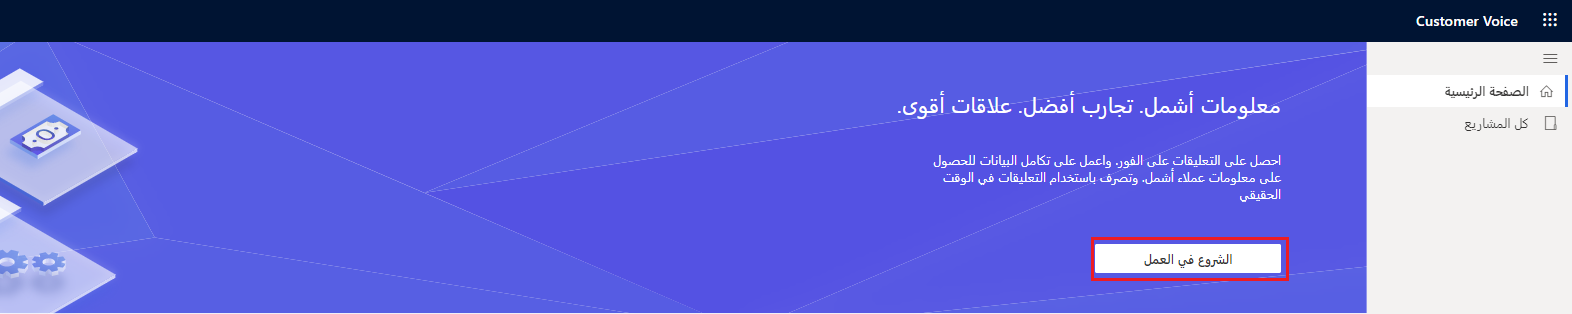 Customer Voice
الصفحة الرئيسية
كل المشاريع
معلومات أشمل. تجارب أفضل. علاقات أقوى.
احصل على التعليقات على الفور. واعمل على تكامل البيانات للحصول
على معلومات عملاء أشمل. وتصرف باستخدام التعليقات في الوقت
الحقيقي
الشروع في العمل